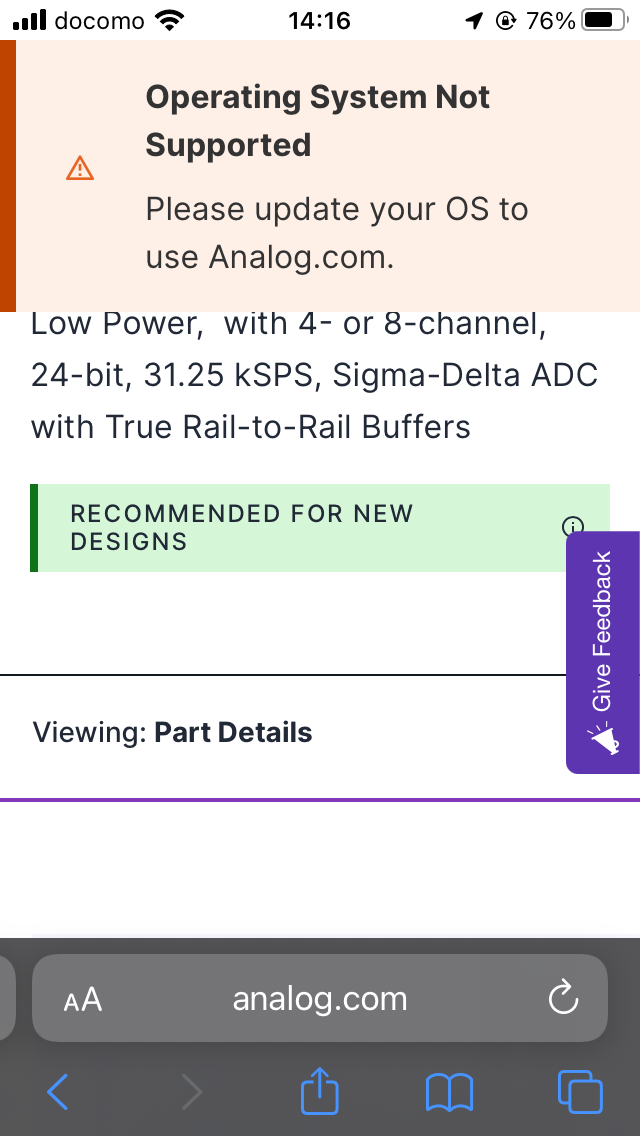 docomo 14:16 76%
Operating System Not
Supported
Please update your OS to
use Analog.com.
Low Power,  with 4- or 8-channel,
24-bit, 31.25 kSPS, Sigma-Delta ADC
with True Rail-to-Rail Buffers
RECOMMENDED FOR NEW
DESIGNS
Give Feedback
Viewing: Part Details
AA analog.com